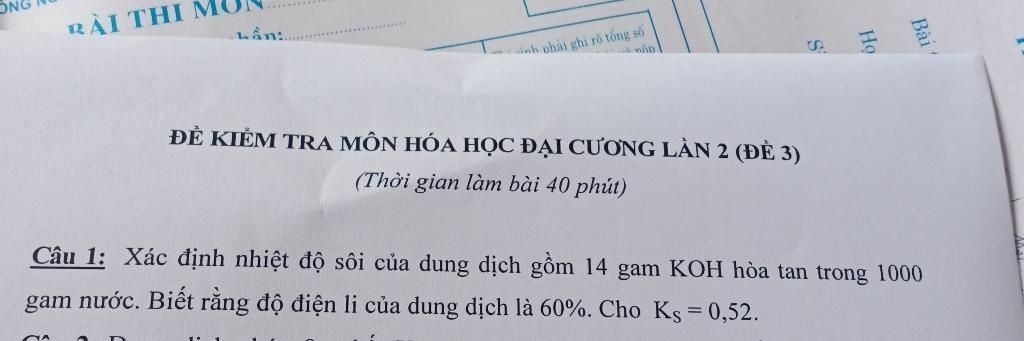 BÀI THI MÔN
phần:
phải ghi rõ tổng số
Họ
Bài
ĐỀ KIỂM TRA MÔN HÓA HỌC ĐẠI CƯƠNG LẦN 2 (ĐỀ 3)
(Thời gian làm bài 40 phút)
Câu 1: Xác định nhiệt độ sôi của dung dịch gồm 14 gam KOH hòa tan trong 1000
gam nước. Biết rằng độ điện li của dung dịch là 60%. Cho Kₛ = 0,52.